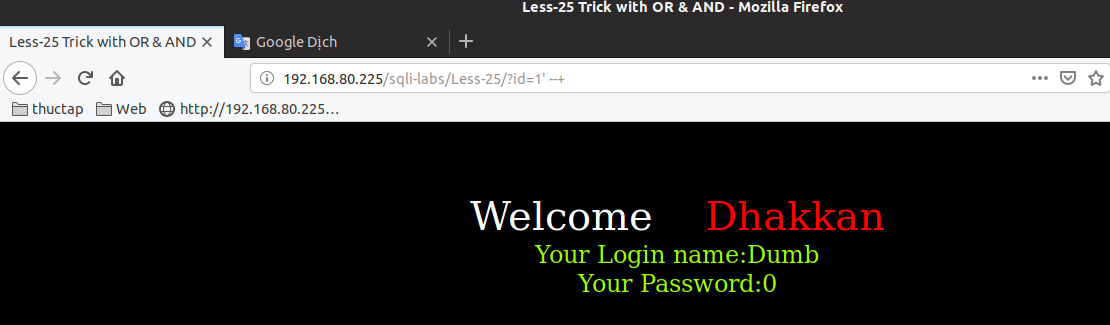 Less-25 Trick with OR & AND - Mozilla Firefox
Less-25 Trick with OR & AND
Google Dịch
192.168.80.225/sqli-labs/Less-25/?id=1' --+
thuctap
Web
http://192.168.80.225...
Welcome Dhakkan
Your Login name:Dumb
Your Password:0